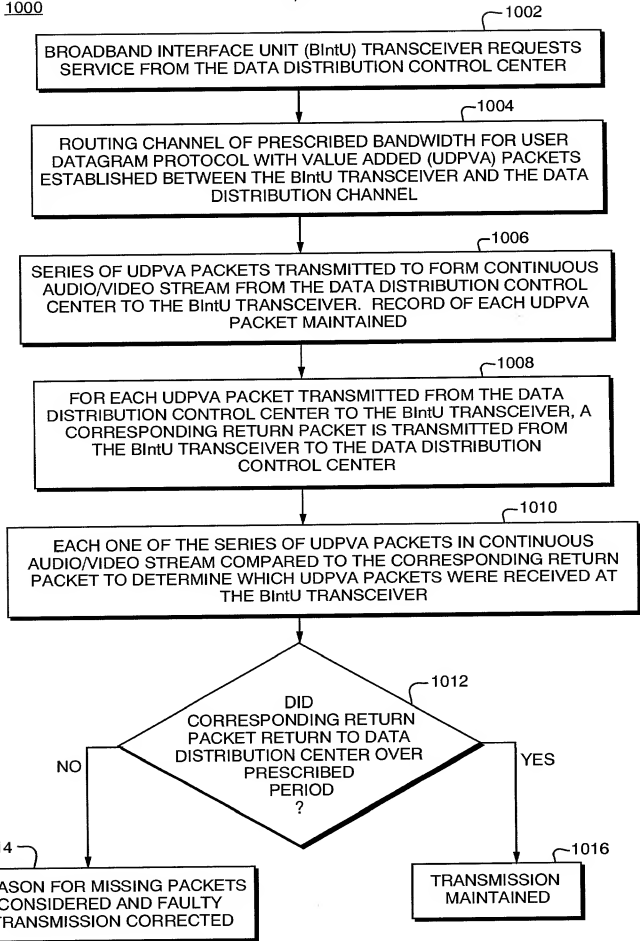 1000
1002
BROADBAND INTERFACE UNIT (BIntU) TRANSCEIVER REQUESTS
SERVICE FROM THE DATA DISTRIBUTION CONTROL CENTER
1004
ROUTING CHANNEL OF PRESCRIBED BANDWIDTH FOR USER
DATAGRAM PROTOCOL WITH VALUE ADDED (UDPVA) PACKETS
ESTABLISHED BETWEEN THE BIntU TRANSCEIVER AND THE DATA
DISTRIBUTION CHANNEL
1006
SERIES OF UDPVA PACKETS TRANSMITTED TO FORM CONTINUOUS
AUDIO/VIDEO STREAM FROM THE DATA DISTRIBUTION CONTROL
CENTER TO THE BIntU TRANSCEIVER. RECORD OF EACH UDPVA
PACKET MAINTAINED
1008
FOR EACH UDPVA PACKET TRANSMITTED FROM THE DATA
DISTRIBUTION CONTROL CENTER TO THE BIntU TRANSCEIVER, A
CORRESPONDING RETURN PACKET IS TRANSMITTED FROM
THE BIntU TRANSCEIVER TO THE DATA DISTRIBUTION
CONTROL CENTER
1010
EACH ONE OF THE SERIES OF UDPVA PACKETS IN CONTINUOUS
AUDIO/VIDEO STREAM COMPARED TO THE CORRESPONDING RETURN
PACKET TO DETERMINE WHICH UDPVA PACKETS WERE RECEIVED AT
THE BIntU TRANSCEIVER
1012
DID
CORRESPONDING RETURN
PACKET RETURN TO DATA
DISTRIBUTION CENTER OVER
PRESCRIBED
PERIOD
?
NO
YES
14
ASON FOR MISSING PACKETS
CONSIDERED AND FAULTY
TRANSMISSION CORRECTED
1016
TRANSMISSION
MAINTAINED